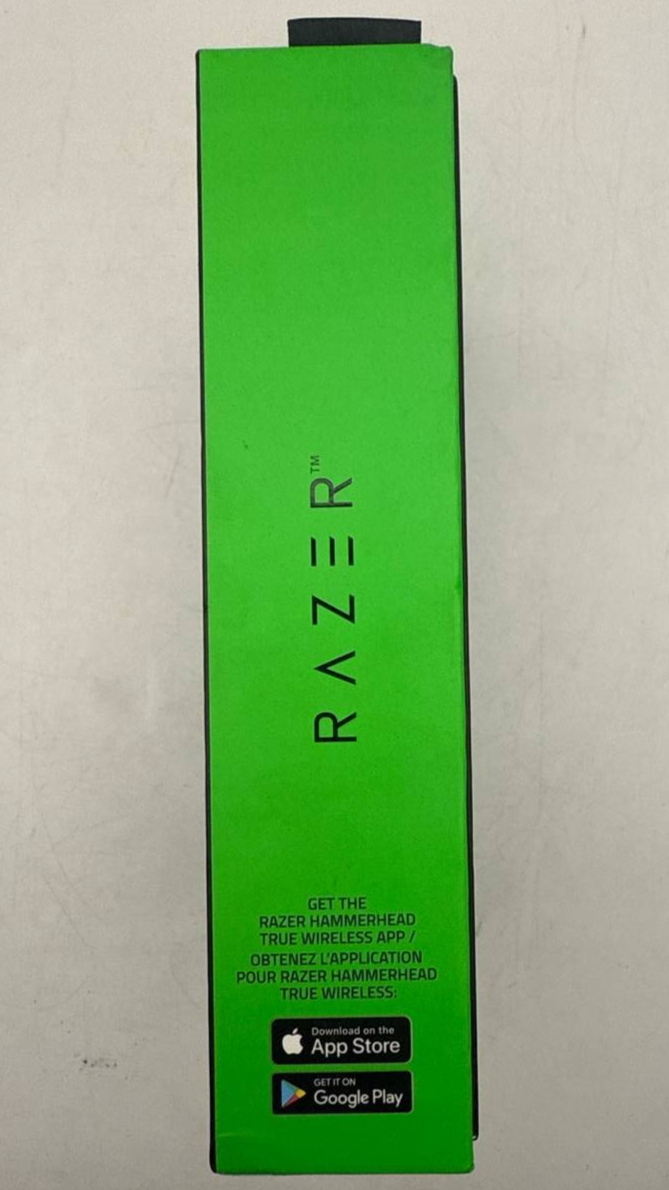 RAZER™
GET THE
RAZER HAMMERHEAD
TRUE WIRELESS APP /
OBTENEZ L'APPLICATION
POUR RAZER HAMMERHEAD
TRUE WIRELESS:
Download on the
App Store
GET IT ON
Google Play